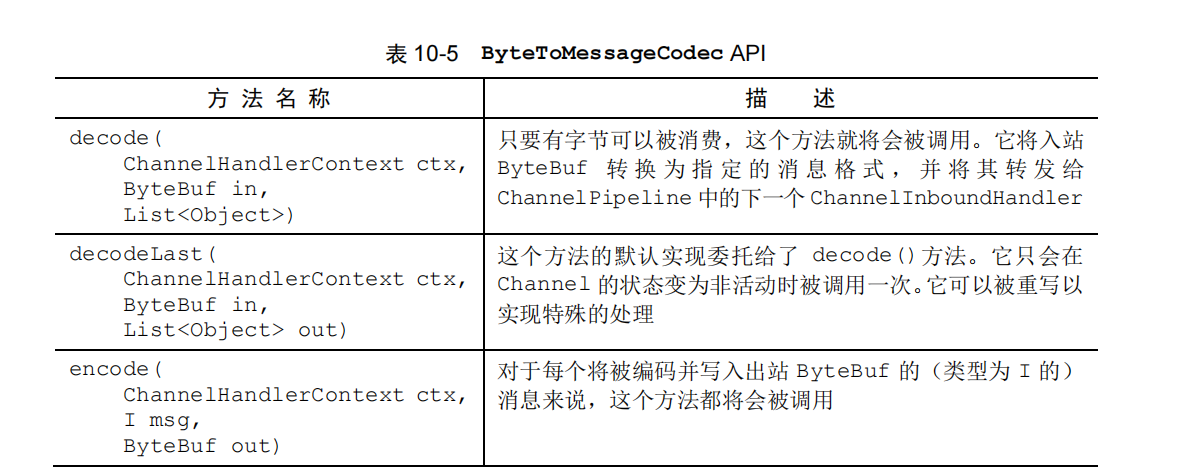 表 10-5 ByteToMessageCodec API
方 法 名 称
描 述
decode(
ChannelHandlerContext ctx,
ByteBuf in,
List<Object>)
只要有字节可以被消费，这个方法就将会被调用。它将入站
ByteBuf 转换为指定的消息格式，并将其转发给
ChannelPipeline 中的下一个 ChannelInboundHandler
decodeLast(
ChannelHandlerContext ctx,
ByteBuf in,
List<Object> out)
这个方法的默认实现委托给了 decode()方法。它只会在
Channel 的状态变为非活动时被调用一次。它可以被重写以
实现特殊的处理
encode(
ChannelHandlerContext ctx,
I msg,
ByteBuf out)
对于每个将被编码并写入出站 ByteBuf 的（类型为 I 的）
消息来说，这个方法都将会被调用